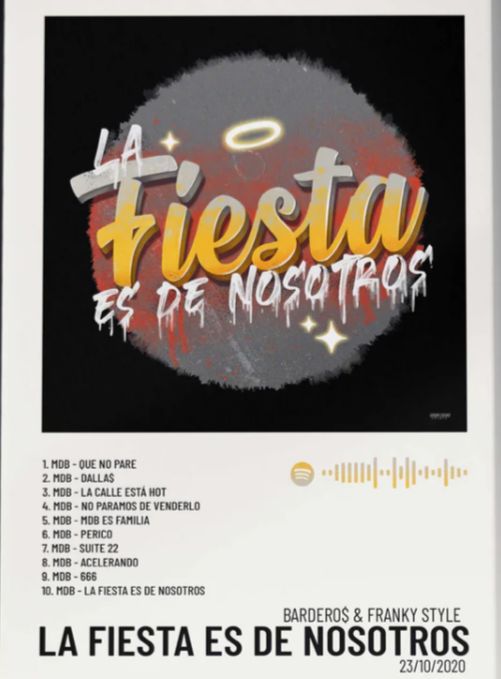 LA
Fiesta
ES DE NOSOTROS
1. MDB - QUE NO PARE
2. MDB - DALLA$
3. MDB - LA CALLE ESTÁ HOT
4. MDB - NO PARAMOS DE VENDERLO
5. MDB - MDB ES FAMILIA
6. MDB - PERICO
7. MDB - SUITE 22
8. MDB - ACELERANDO
9. MDB - 666
10. MDB - LA FIESTA ES DE NOSOTROS
BARDERO$ & FRANKY STYLE
LA FIESTA ES DE NOSOTROS
23/10/2020